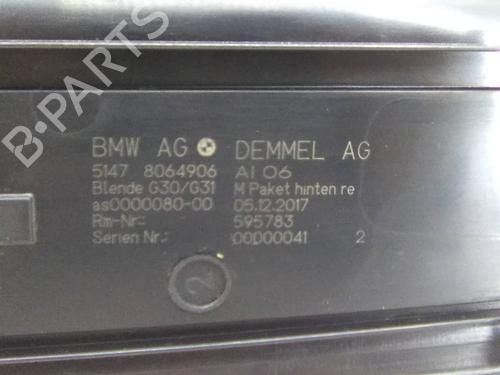 B-Parts
BMW AG DEMMEL AG
5147 8064906 AI 06
Blende G30/G31 M Paket hinten re
as0000080-00 05.12.2017
Rm-Nr: 595783
Serien Nr.: 00000041 2
2